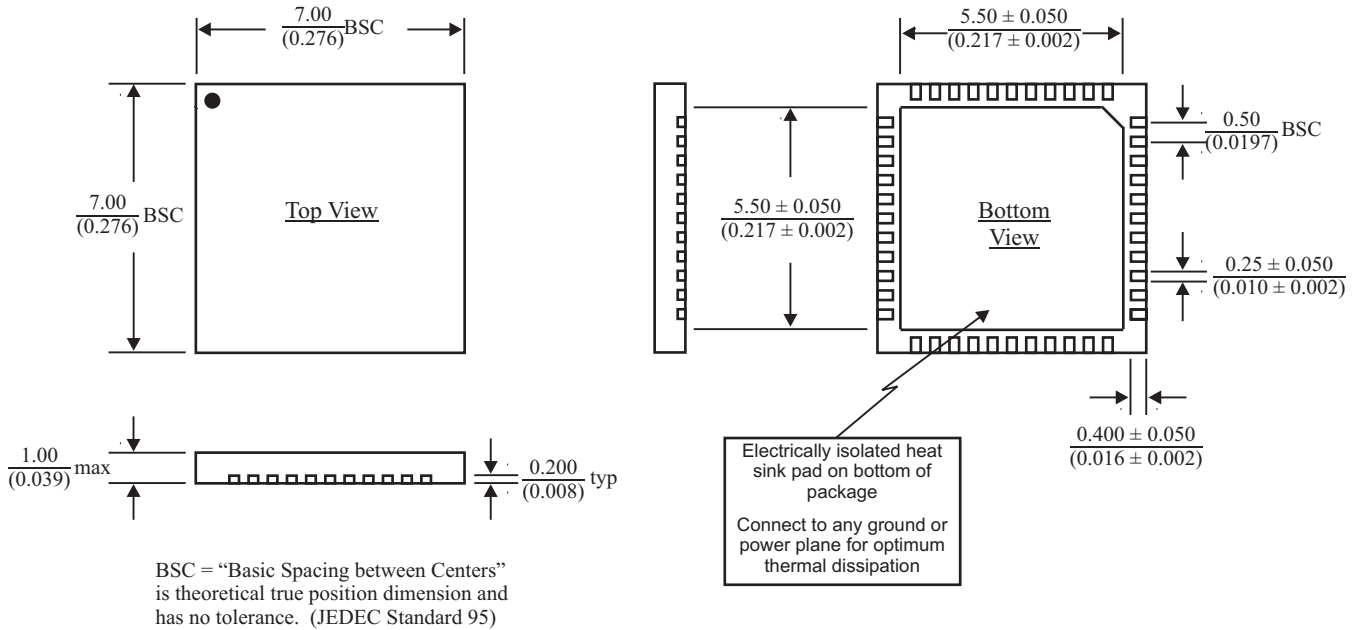 7.00
(0.276)
BSC
7.00
(0.276)
BSC
Top View
5.50 ± 0.050
(0.217 ± 0.002)
5.50 ± 0.050
(0.217 ± 0.002)
Bottom
View
0.50
(0.0197)
BSC
0.25 ± 0.050
(0.010 ± 0.002)
0.400 ± 0.050
(0.016 ± 0.002)
1.00
(0.039)
max
0.200
(0.008)
typ
Electrically isolated heat
sink pad on bottom of
package
Connect to any ground or
power plane for optimum
thermal dissipation
BSC = “Basic Spacing between Centers”
is theoretical true position dimension and
has no tolerance. (JEDEC Standard 95)